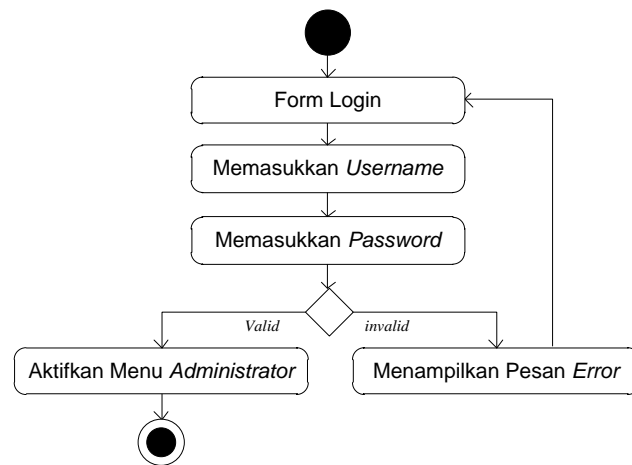 Form Login
Memasukkan Username
Memasukkan Password
Valid
invalid
Aktifkan Menu Administrator
Menampilkan Pesan Error